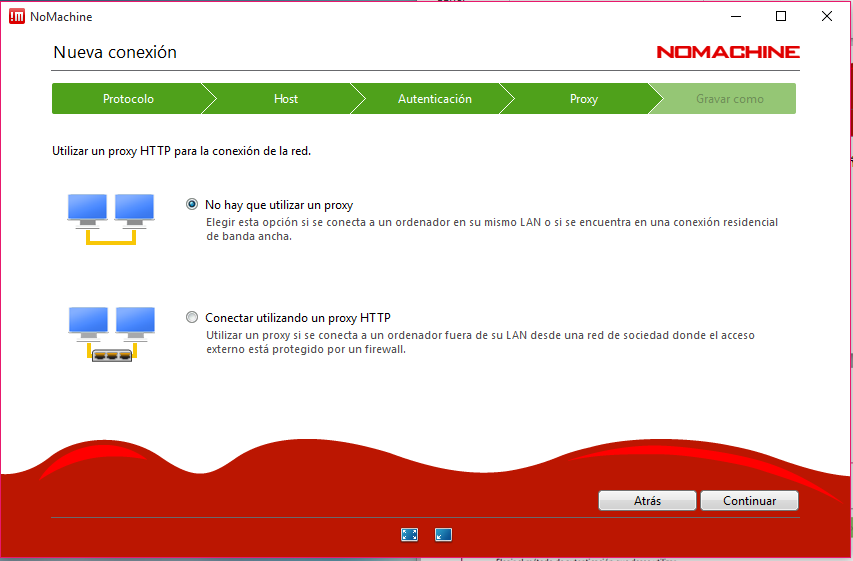 NoMachine
Nueva conexión
NOMACHINE
Protocolo
Host
Autenticación
Proxy
Gravar como
Utilizar un proxy HTTP para la conexión de la red.
No hay que utilizar un proxy
Elegir esta opción si se conecta a un ordenador en su mismo LAN o si se encuentra en una conexión residencial
de banda ancha.
Conectar utilizando un proxy HTTP
Utilizar un proxy si se conecta a un ordenador fuera de su LAN desde una red de sociedad donde el acceso
externo está protegido por un firewall.
Atrás
Continuar